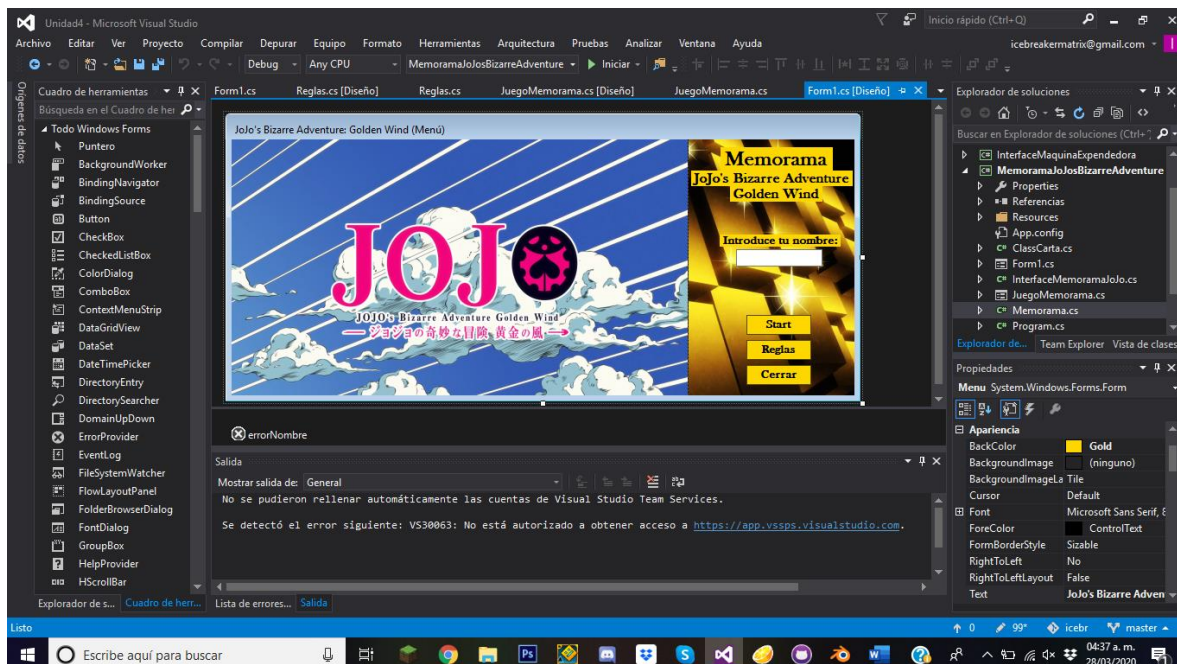 Unidad4 - Microsoft Visual Studio
Inicio rápido (Ctrl+Q)
Archivo Editar Ver Proyecto Compilar Depurar Equipo Formato Herramientas Arquitectura Pruebas Analizar Ventana Ayuda
icebreakermatrix@gmail.com
Debug Any CPU MemoramaJoJosBizarreAdventure Iniciar
Orígenes de datos
Cuadro de herramientas
Búsqueda en el Cuadro de her
Todo Windows Forms
Puntero
BackgroundWorker
BindingNavigator
BindingSource
Button
CheckBox
CheckedListBox
ColorDialog
ComboBox
ContextMenuStrip
DataGridView
DataSet
DateTimePicker
DirectoryEntry
DirectorySearcher
DomainUpDown
ErrorProvider
EventLog
FileSystemWatcher
FlowLayoutPanel
FolderBrowserDialog
FontDialog
GroupBox
HelpProvider
HScrollBar
Explorador de s... Cuadro de herr...
Form1.cs Reglas.cs [Diseño] Reglas.cs JuegoMemorama.cs [Diseño] JuegoMemorama.cs Form1.cs [Diseño]
JoJo's Bizarre Adventure: Golden Wind (Menú)
JOJO
JOJO's Bizarre Adventure Golden Wind
ジョジョの奇妙な冒険 黄金の風
Memorama
JoJo's Bizarre Adventure
Golden Wind
Introduce tu nombre:
Start
Reglas
Cerrar
errorNombre
Salida
Mostrar salida de: General
No se pudieron rellenar automáticamente las cuentas de Visual Studio Team Services.
Se detectó el error siguiente: VS30063: No está autorizado a obtener acceso a https://app.vssps.visualstudio.com.
Lista de errores... Salida
Explorador de soluciones
Buscar en Explorador de soluciones (Ctrl+
InterfaceMaquinaExpendedora
MemoramaJoJosBizarreAdventure
Properties
Referencias
Resources
App.config
ClassCarta.cs
Form1.cs
InterfaceMemoramaJoJo.cs
JuegoMemorama.cs
Memorama.cs
Program.cs
Explorador de... Team Explorer Vista de clases
Propiedades
Menu System.Windows.Forms.Form
Apariencia
BackColor Gold
BackgroundImage (ninguno)
BackgroundImageLa Tile
Cursor Default
Font Microsoft Sans Serif,
ForeColor ControlText
FormBorderStyle Sizable
RightToLeft No
RightToLeftLayout False
Text JoJo's Bizarre Adven
Listo
0 99* icebr master
Escribe aquí para buscar
04:37 a. m.
28/03/2020